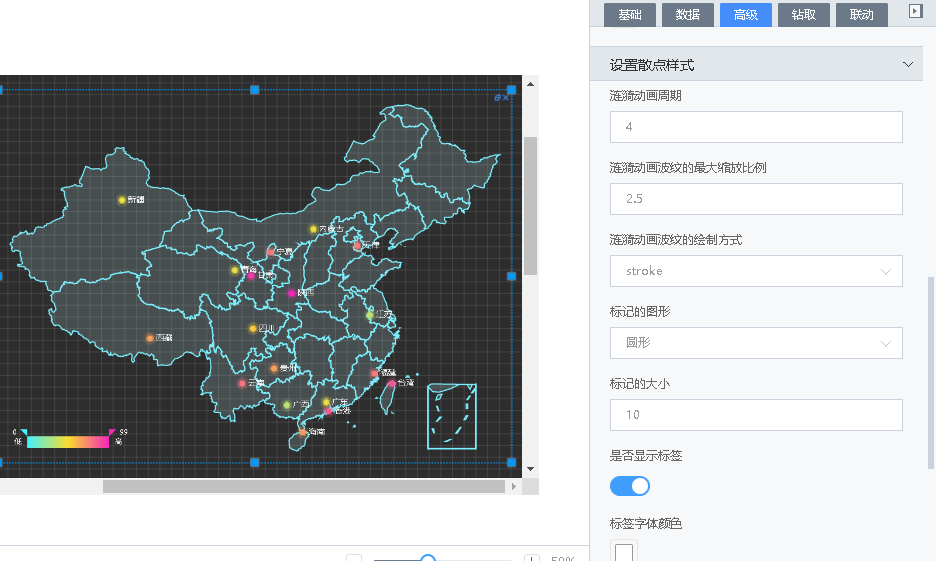 基础
数据
高级
钻取
联动
设置散点样式
涟漪动画周期
4
涟漪动画波纹的最大缩放比例
2.5
涟漪动画波纹的绘制方式
stroke
标记的图形
圆形
标记的大小
10
是否显示标签
标签字体颜色
新疆
内蒙古
宁夏
天津
青海
甘肃
陕西
江苏
四川
西藏
贵州
福建
云南
台湾
广西
广东
香港
海南
0
99
低
高
50%